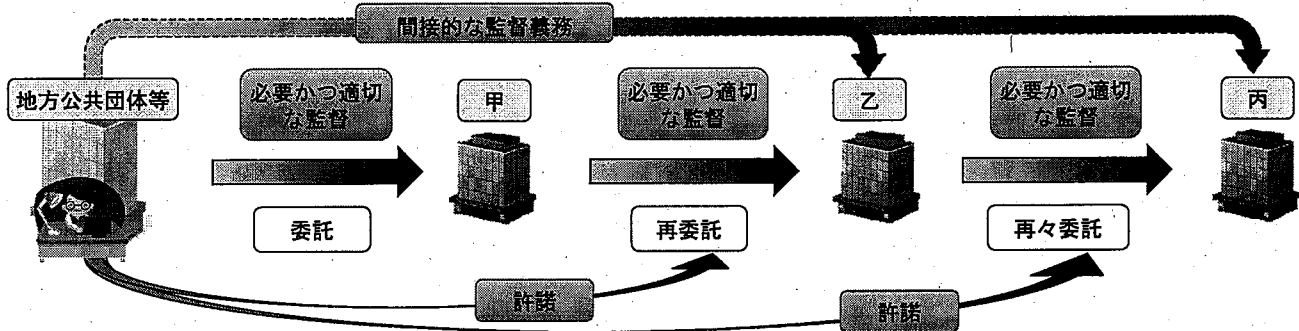 間接的な監督義務
地方公共団体等
必要かつ適切
な監督
甲
必要かつ適切
な監督
乙
必要かつ適切
な監督
丙
委託
再委託
再々委託
許諾
許諾